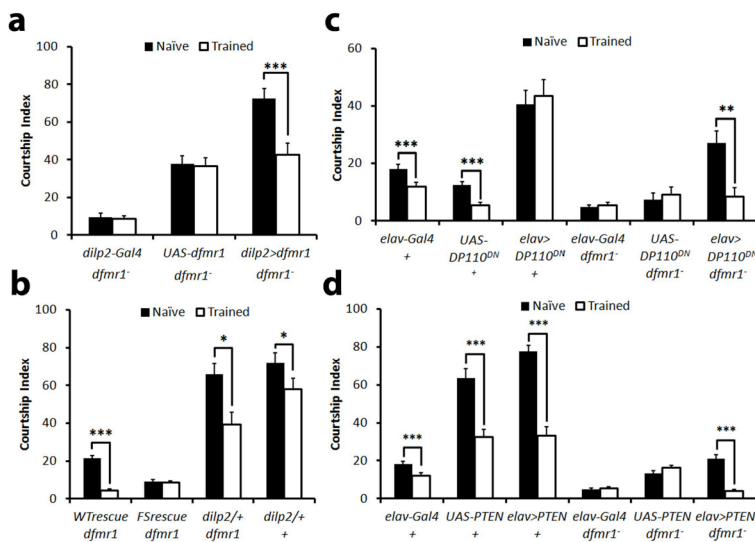 a
Naïve Trained
Courtship Index
100
80
60
40
20
0
***
dilp2-Gal4 UAS-dfmr1 dilp2>dfmr1
dfmr1- dfmr1- dfmr1-
b
Naïve Trained
Courtship Index
100
80
60
40
20
0
***
*
*
WTrescue FSrescue dilp2/+ dilp2/+
dfmr1 dfmr1 dfmr1 +
c
Naïve Trained
Courtship Index
60
40
20
0
***
***
**
elav-Gal4 UAS- elav> elav-Gal4 UAS- elav>
+ DP110ᴰᴺ DP110ᴰᴺ dfmr1- DP110ᴰᴺ DP110ᴰᴺ
+ + dfmr1- dfmr1-
d
Naïve Trained
Courtship Index
100
80
60
40
20
0
***
***
***
***
elav-Gal4 UAS-PTEN elav>PTEN elav-Gal4 UAS-PTEN elav>PTEN
+ + + dfmr1- dfmr1- dfmr1-